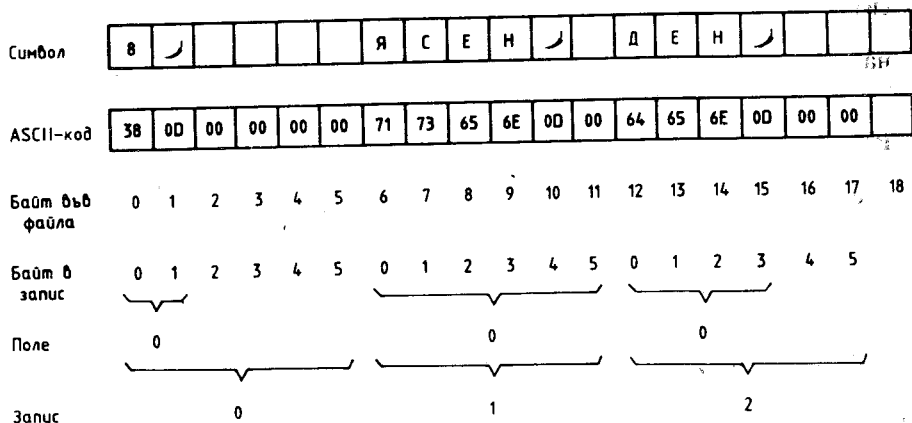 Символ 8 Я С Е Н Д Е Н
ASCII-код 38 0D 00 00 00 00 71 73 65 6E 0D 00 64 65 6E 0D 00 00
Байт във файла 0 1 2 3 4 5 6 7 8 9 10 11 12 13 14 15 16 17 18
Байт в запис 0 1 2 3 4 5 0 1 2 3 4 5 0 1 2 3 4 5
Поле 0 0 0
Запис 0 1 2